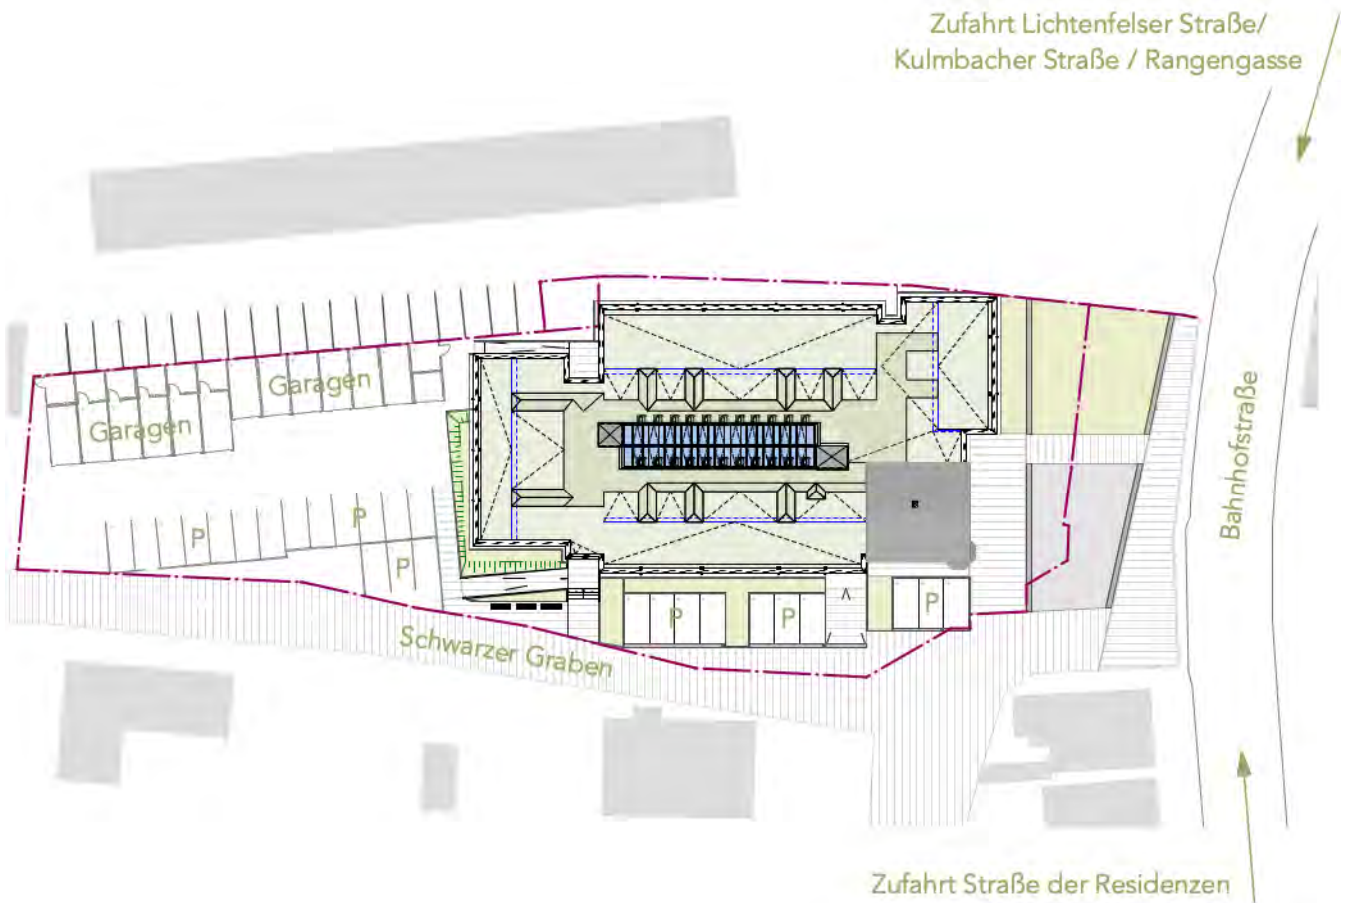 Zufahrt Lichtenfelser Straße/
Kulmbacher Straße / Rangengasse
Garagen
Garagen
Bahnhofstraße
P
P
P
P
P
P
Schwarzer Graben
Zufahrt Straße der Residenzen